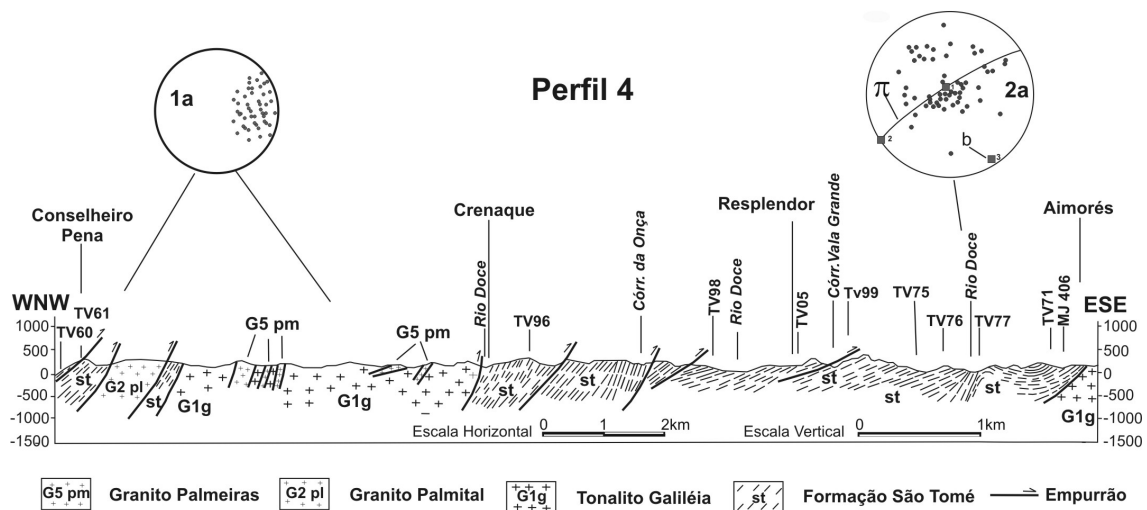 Perfil 4
1a
2a
π
1
2
b
3
Conselheiro
Pena
Crenaque
Rio Doce
Córr. da Onça
Resplendor
Rio Doce
Córr.Vala Grande
Rio Doce
Aimorés
WNW
ESE
TV60
TV61
G5 pm
G5 pm
TV96
TV98
TV05
Tv99
TV75
TV76
TV77
TV71
MJ 406
1000
500
0
-500
-1000
-1500
1000
500
0
-500
-1000
-1500
st
G2 pl
st
G1g
G1g
st
st
st
st
st
G1g
Escala Horizontal 0 1 2km
Escala Vertical 0 1km
G5 pm Granito Palmeiras
G2 pl Granito Palmital
G1g Tonalito Galiléia
st Formação São Tomé
Empurrão